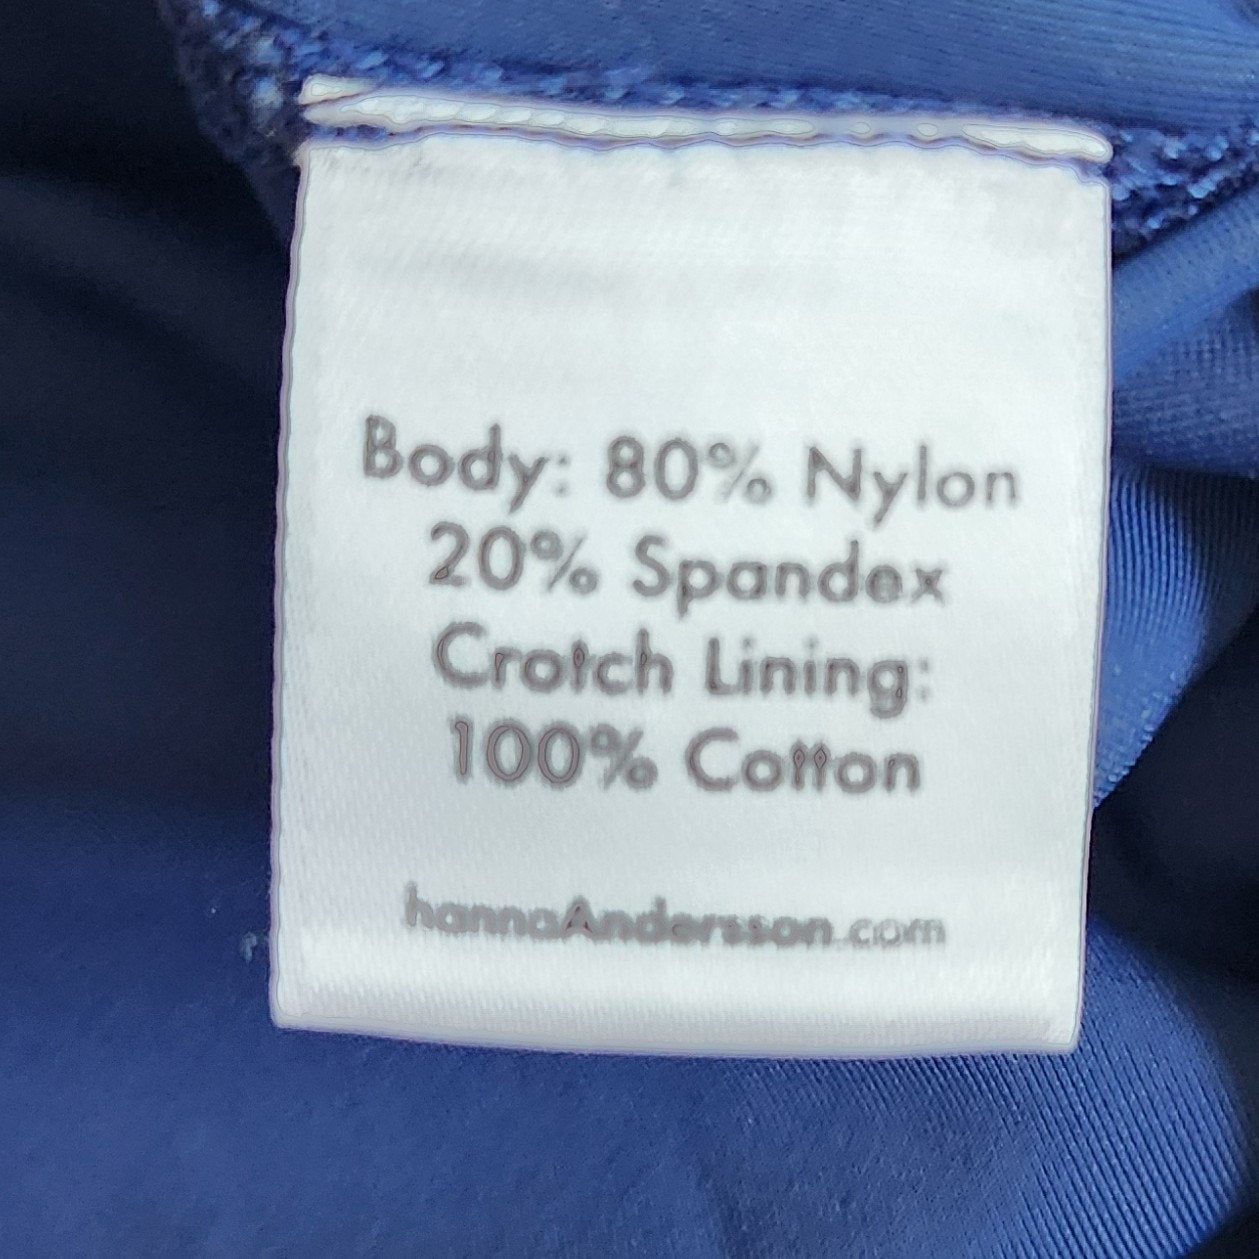 Body: 80% Nylon
20% Spandex
Crotch Lining:
100% Cotton
hannaAndersson.com